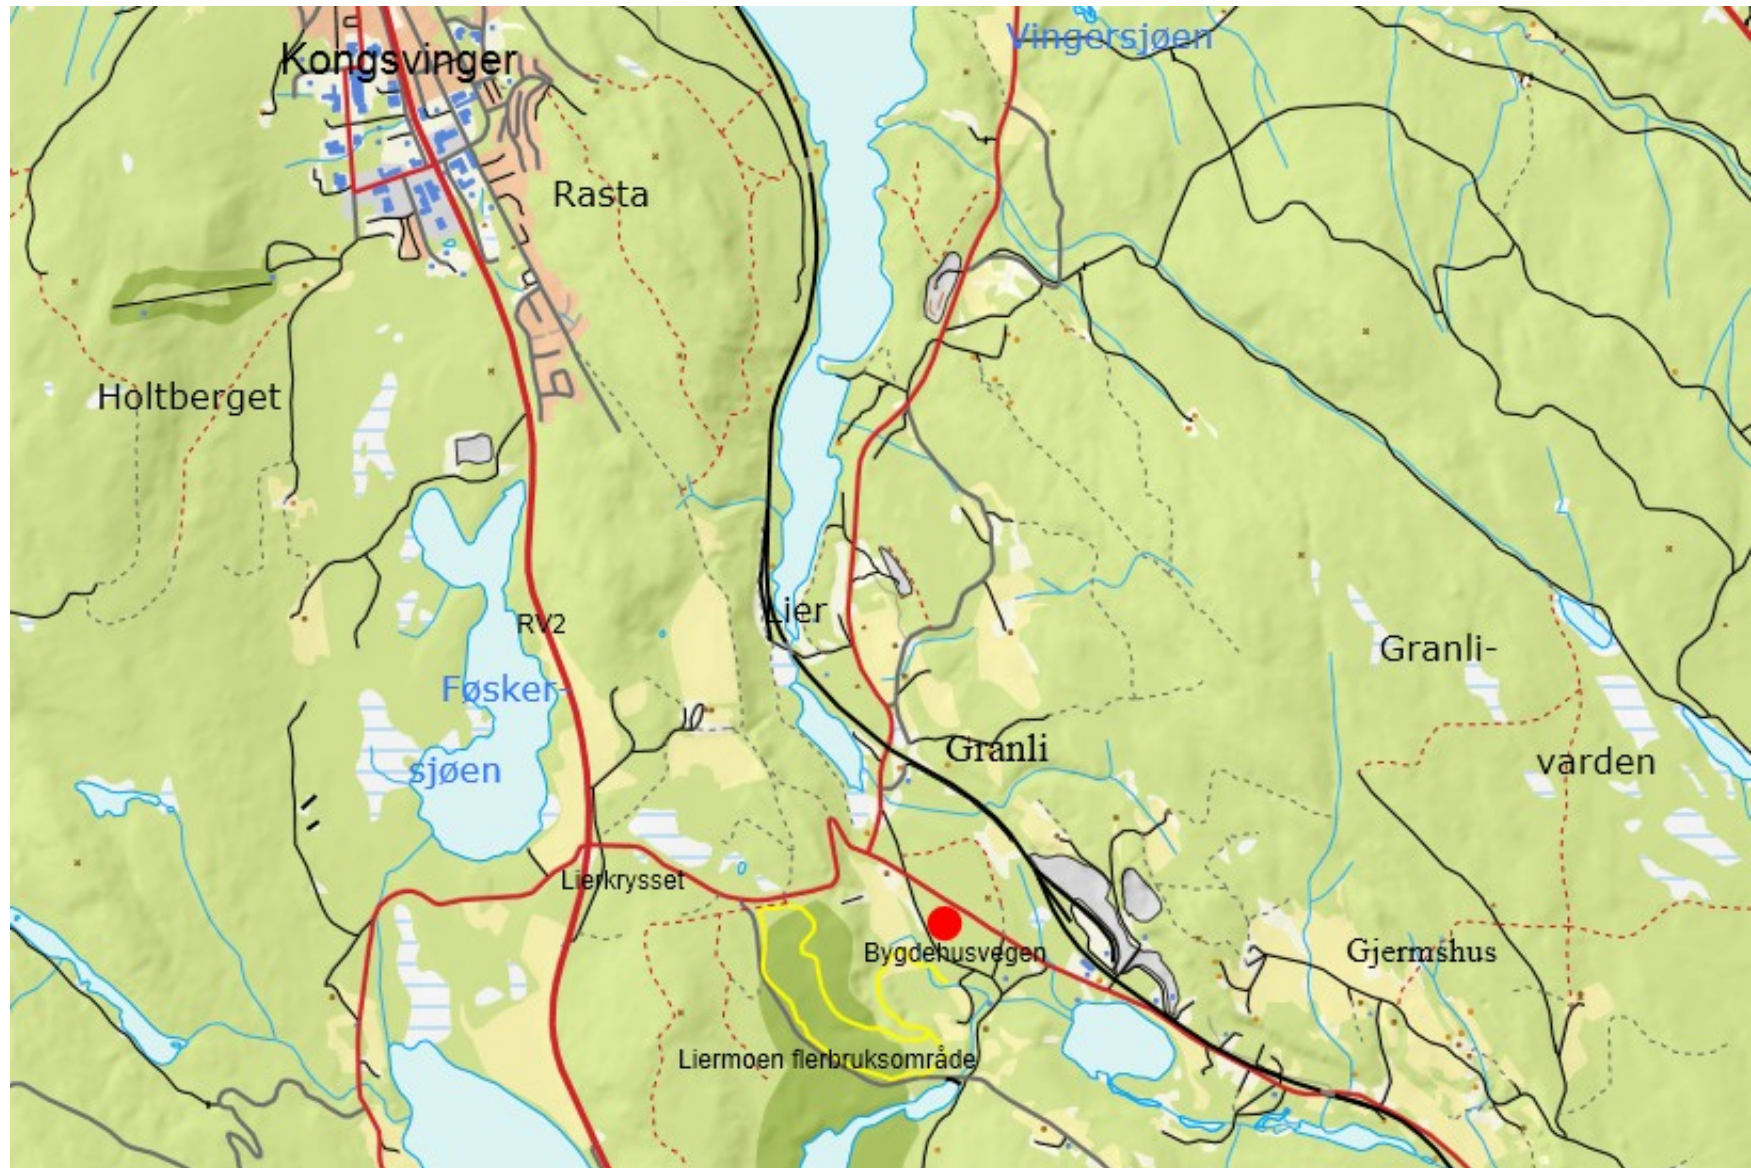 Vingersjøen
Kongsvinger
Rasta
Holtberget
Lier
RV2
Granli-
Føsker-
Granli
varden
sjøen
Lierkrysset
Bygdehusvegen
Gjermshus
Liermoen flerbruksområde